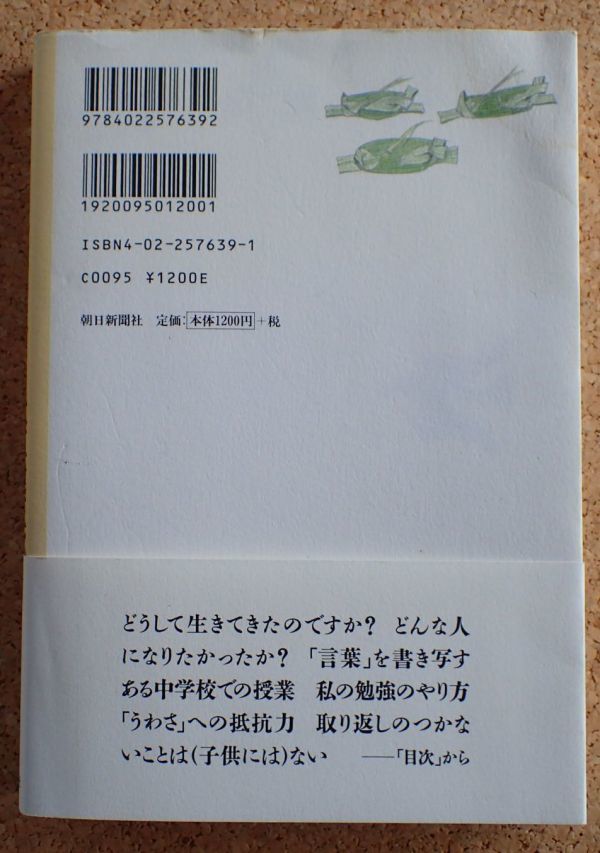 9784022576392
1920095012001
ISBN4-02-257639-1
C0095 ¥1200E
朝日新聞社 定価:本体1200円+税
どうして生きてきたのですか? どんな人
になりたかったか? 「言葉」を書き写す
ある中学校での授業 私の勉強のやり方
「うわさ」への抵抗力 取り返しのつかな
いことは(子供には)ない ――「目次」から